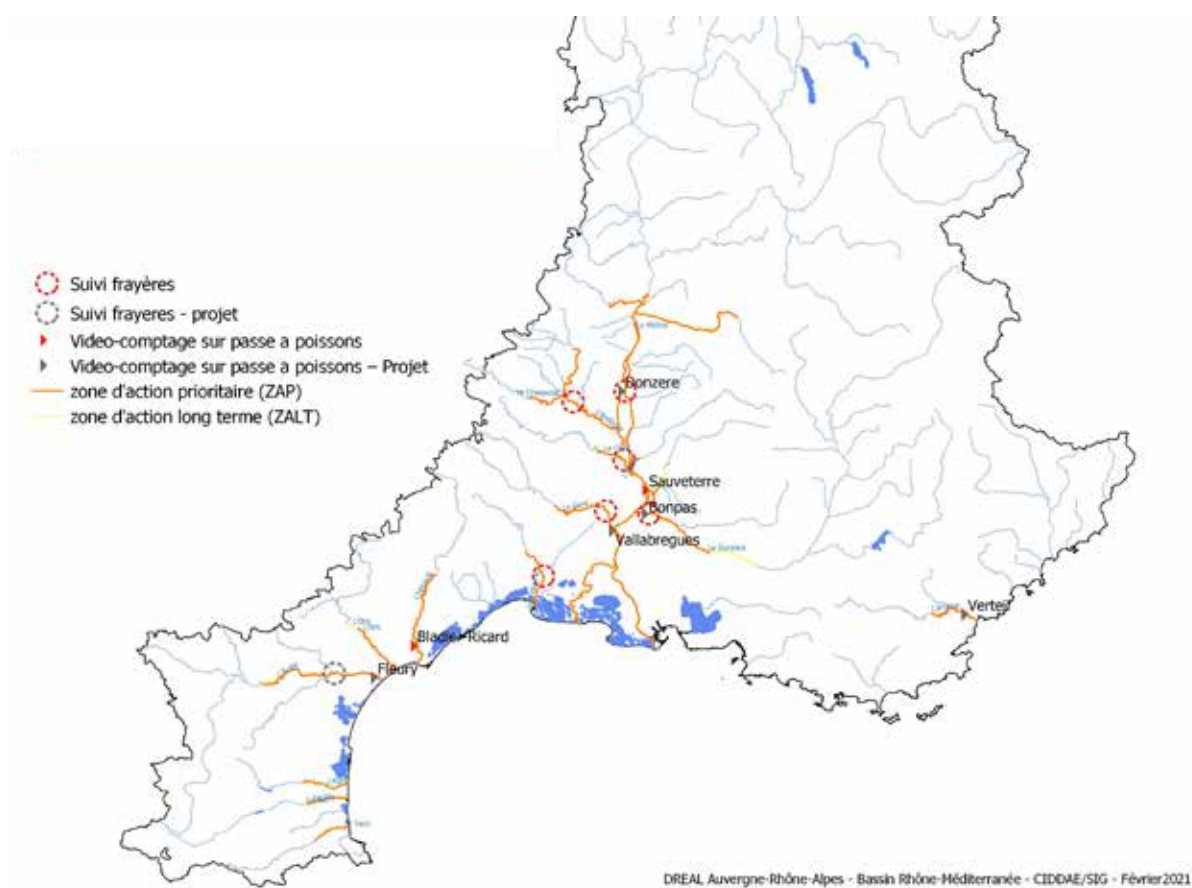 Suivi frayères
Suivi frayeres - projet
Video-comptage sur passe a poissons
Video-comptage sur passe a poissons – Projet
zone d'action prioritaire (ZAP)
zone d'action long terme (ZALT)
Donzere
Sauveterre
Bonpas
Vallabregues
Bladier-Ricard
Fleury
DREAL Auvergne-Rhône-Alpes - Bassin Rhône-Méditerranée - CIDDAE/SIG - Février2021